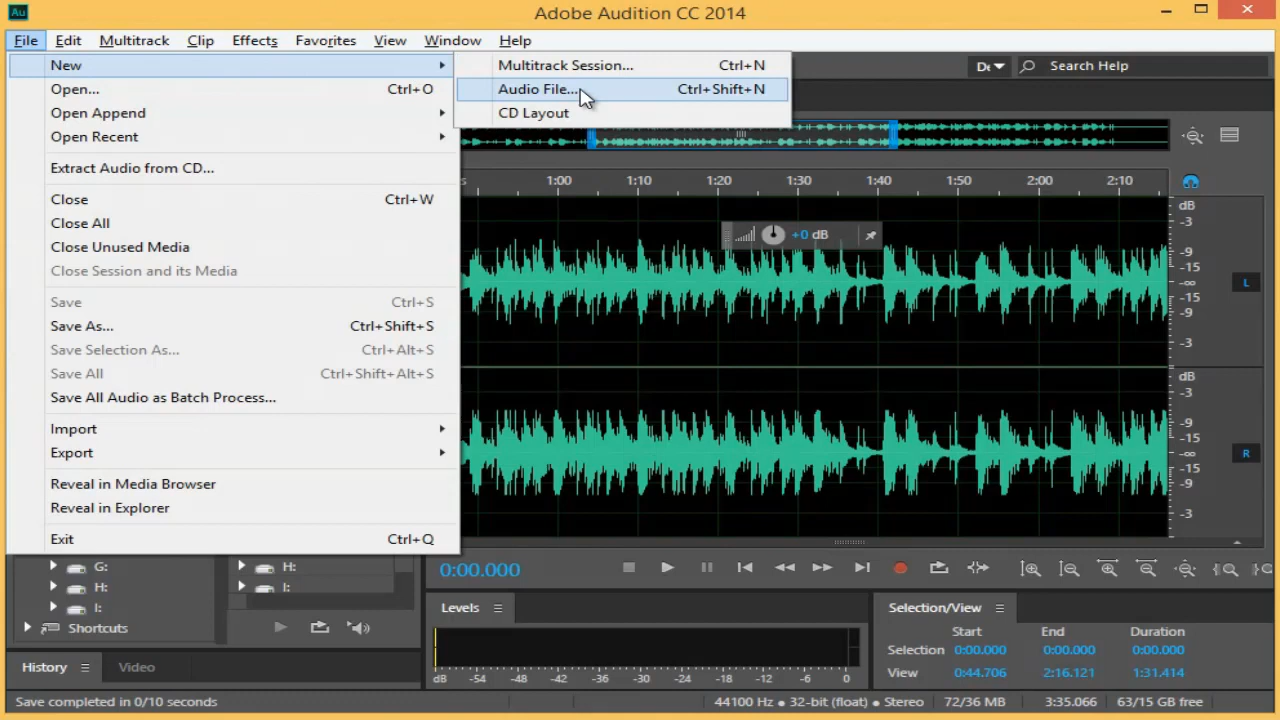 Au
Adobe Audition CC 2014
File Edit Multitrack Clip Effects Favorites View Window Help
New
Open... Ctrl+O
Open Append
Open Recent
Extract Audio from CD...
Close Ctrl+W
Close All
Close Unused Media
Close Session and its Media
Save Ctrl+S
Save As... Ctrl+Shift+S
Save Selection As... Ctrl+Alt+S
Save All Ctrl+Shift+Alt+S
Save All Audio as Batch Process...
Import
Export
Reveal in Media Browser
Reveal in Explorer
Exit Ctrl+Q
Multitrack Session... Ctrl+N
Audio File... Ctrl+Shift+N
CD Layout
Search Help
1:00 1:10 1:20 1:30 1:40 1:50 2:00 2:10
+0 dB
dB
-3
-9
-15
-∞
-15
-9
-3
L
dB
-3
-9
-15
-∞
-15
-9
-3
R
G:
H:
I:
Shortcuts
H:
I:
0:00.000
Levels
dB -54 -48 -42 -36 -30 -24 -18 -12 -6 0
Selection/View
Start End Duration
Selection 0:00.000 0:00.000 0:00.000
View 0:44.706 2:16.121 1:31.414
History Video
Save completed in 0/10 seconds
44100 Hz ● 32-bit (float) ● Stereo 72/36 MB 3:35.066 63/15 GB free